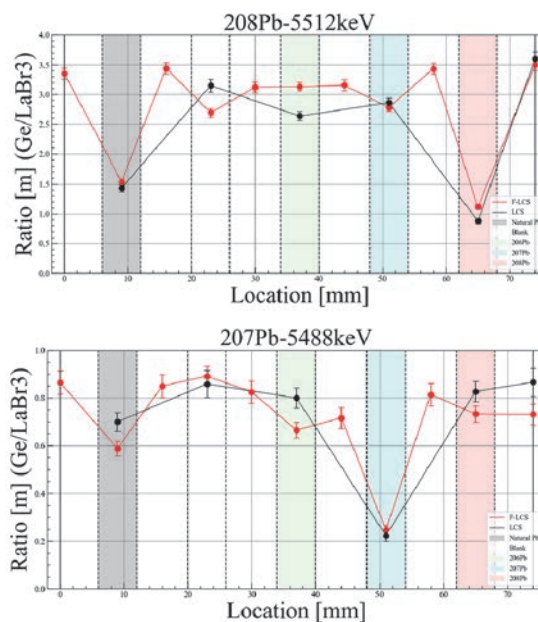 208Pb-5512keV
4.0
3.5
3.0
2.5
2.0
1.5
1.0
0.5
0.0
Ratio [m] (Ge/LaBr3)
0 10 20 30 40 50 60 70
Location [mm]
F-LCS
LCS
Natural Pb
Blank
206Pb
207Pb
208Pb
207Pb-5488keV
1.0
0.8
0.6
0.4
0.2
0.0
Ratio [m] (Ge/LaBr3)
0 10 20 30 40 50 60 70
Location [mm]
F-LCS
LCS
Natural Pb
Blank
206Pb
207Pb